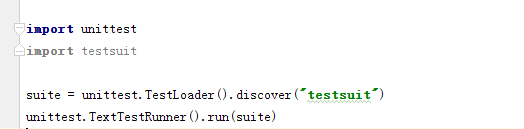 import unittest
import testsuit
suite = unittest.TestLoader().discover("testsuit")
unittest.TextTestRunner().run(suite)